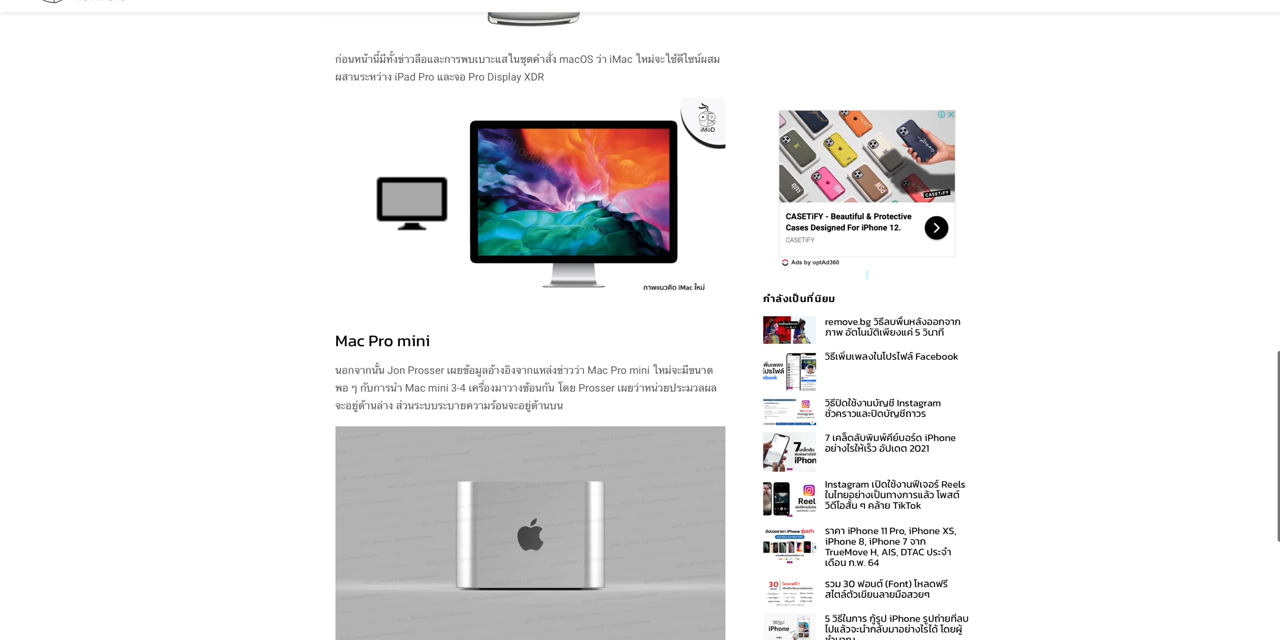 ก่อนหน้านี้มีทั้งข่าวลือและการพบเบาะแสในชุดคำสั่ง macOS ว่า iMac ใหม่จะใช้ดีไซน์ผสม
ผสานระหว่าง iPad Pro และจอ Pro Display XDR
iMoD
ภาพแนวคิด iMac ใหม่
Mac Pro mini
นอกจากนั้น Jon Prosser เผยข้อมูลอ้างอิงจากแหล่งข่าวว่า Mac Pro mini ใหม่จะมีขนาด
พอ ๆ กับการนำ Mac mini 3-4 เครื่องมาวางซ้อนกัน โดย Prosser เผยว่าหน่วยประมวลผล
จะอยู่ด้านล่าง ส่วนระบบระบายความร้อนจะอยู่ด้านบน
CASETiFY
CASETiFY - Beautiful & Protective
Cases Designed For iPhone 12.
CASETiFY
Ads by optAd360
กำลังเป็นที่นิยม
remove.bg วิธีลบพื้นหลังออกจาก
ภาพ อัตโนมัติเพียงแค่ 5 วินาที
วิธีเพิ่มเพลงในโปรไฟล์ Facebook
วิธีปิดใช้งานบัญชี Instagram
ชั่วคราวและปิดบัญชีถาวร
7 เคล็ดลับพิมพ์คีย์บอร์ด iPhone
อย่างไรให้เร็ว อัปเดต 2021
Instagram เปิดใช้งานฟีเจอร์ Reels
ในไทยอย่างเป็นทางการแล้ว โพสต์
วิดีโอสั้น ๆ คล้าย TikTok
ราคา iPhone 11 Pro, iPhone XS,
iPhone 8, iPhone 7 จาก
TrueMove H, AIS, DTAC ประจำ
เดือน ก.พ. 64
รวม 30 ฟอนต์ (Font) โหลดฟรี
สไตล์ตัวเขียนลายมือสวยๆ
5 วิธีในการ กู้รูป iPhone รูปถ่ายที่ลบ
ไปแล้วจะนำกลับมาอย่างไรได้ โดยผู้